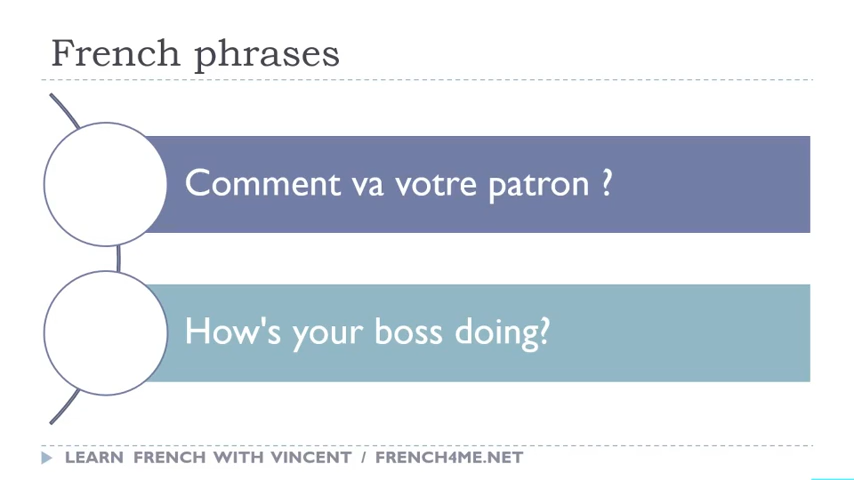 French phrases
Comment va votre patron ?
How's your boss doing?
LEARN FRENCH WITH VINCENT / FRENCH4ME.NET